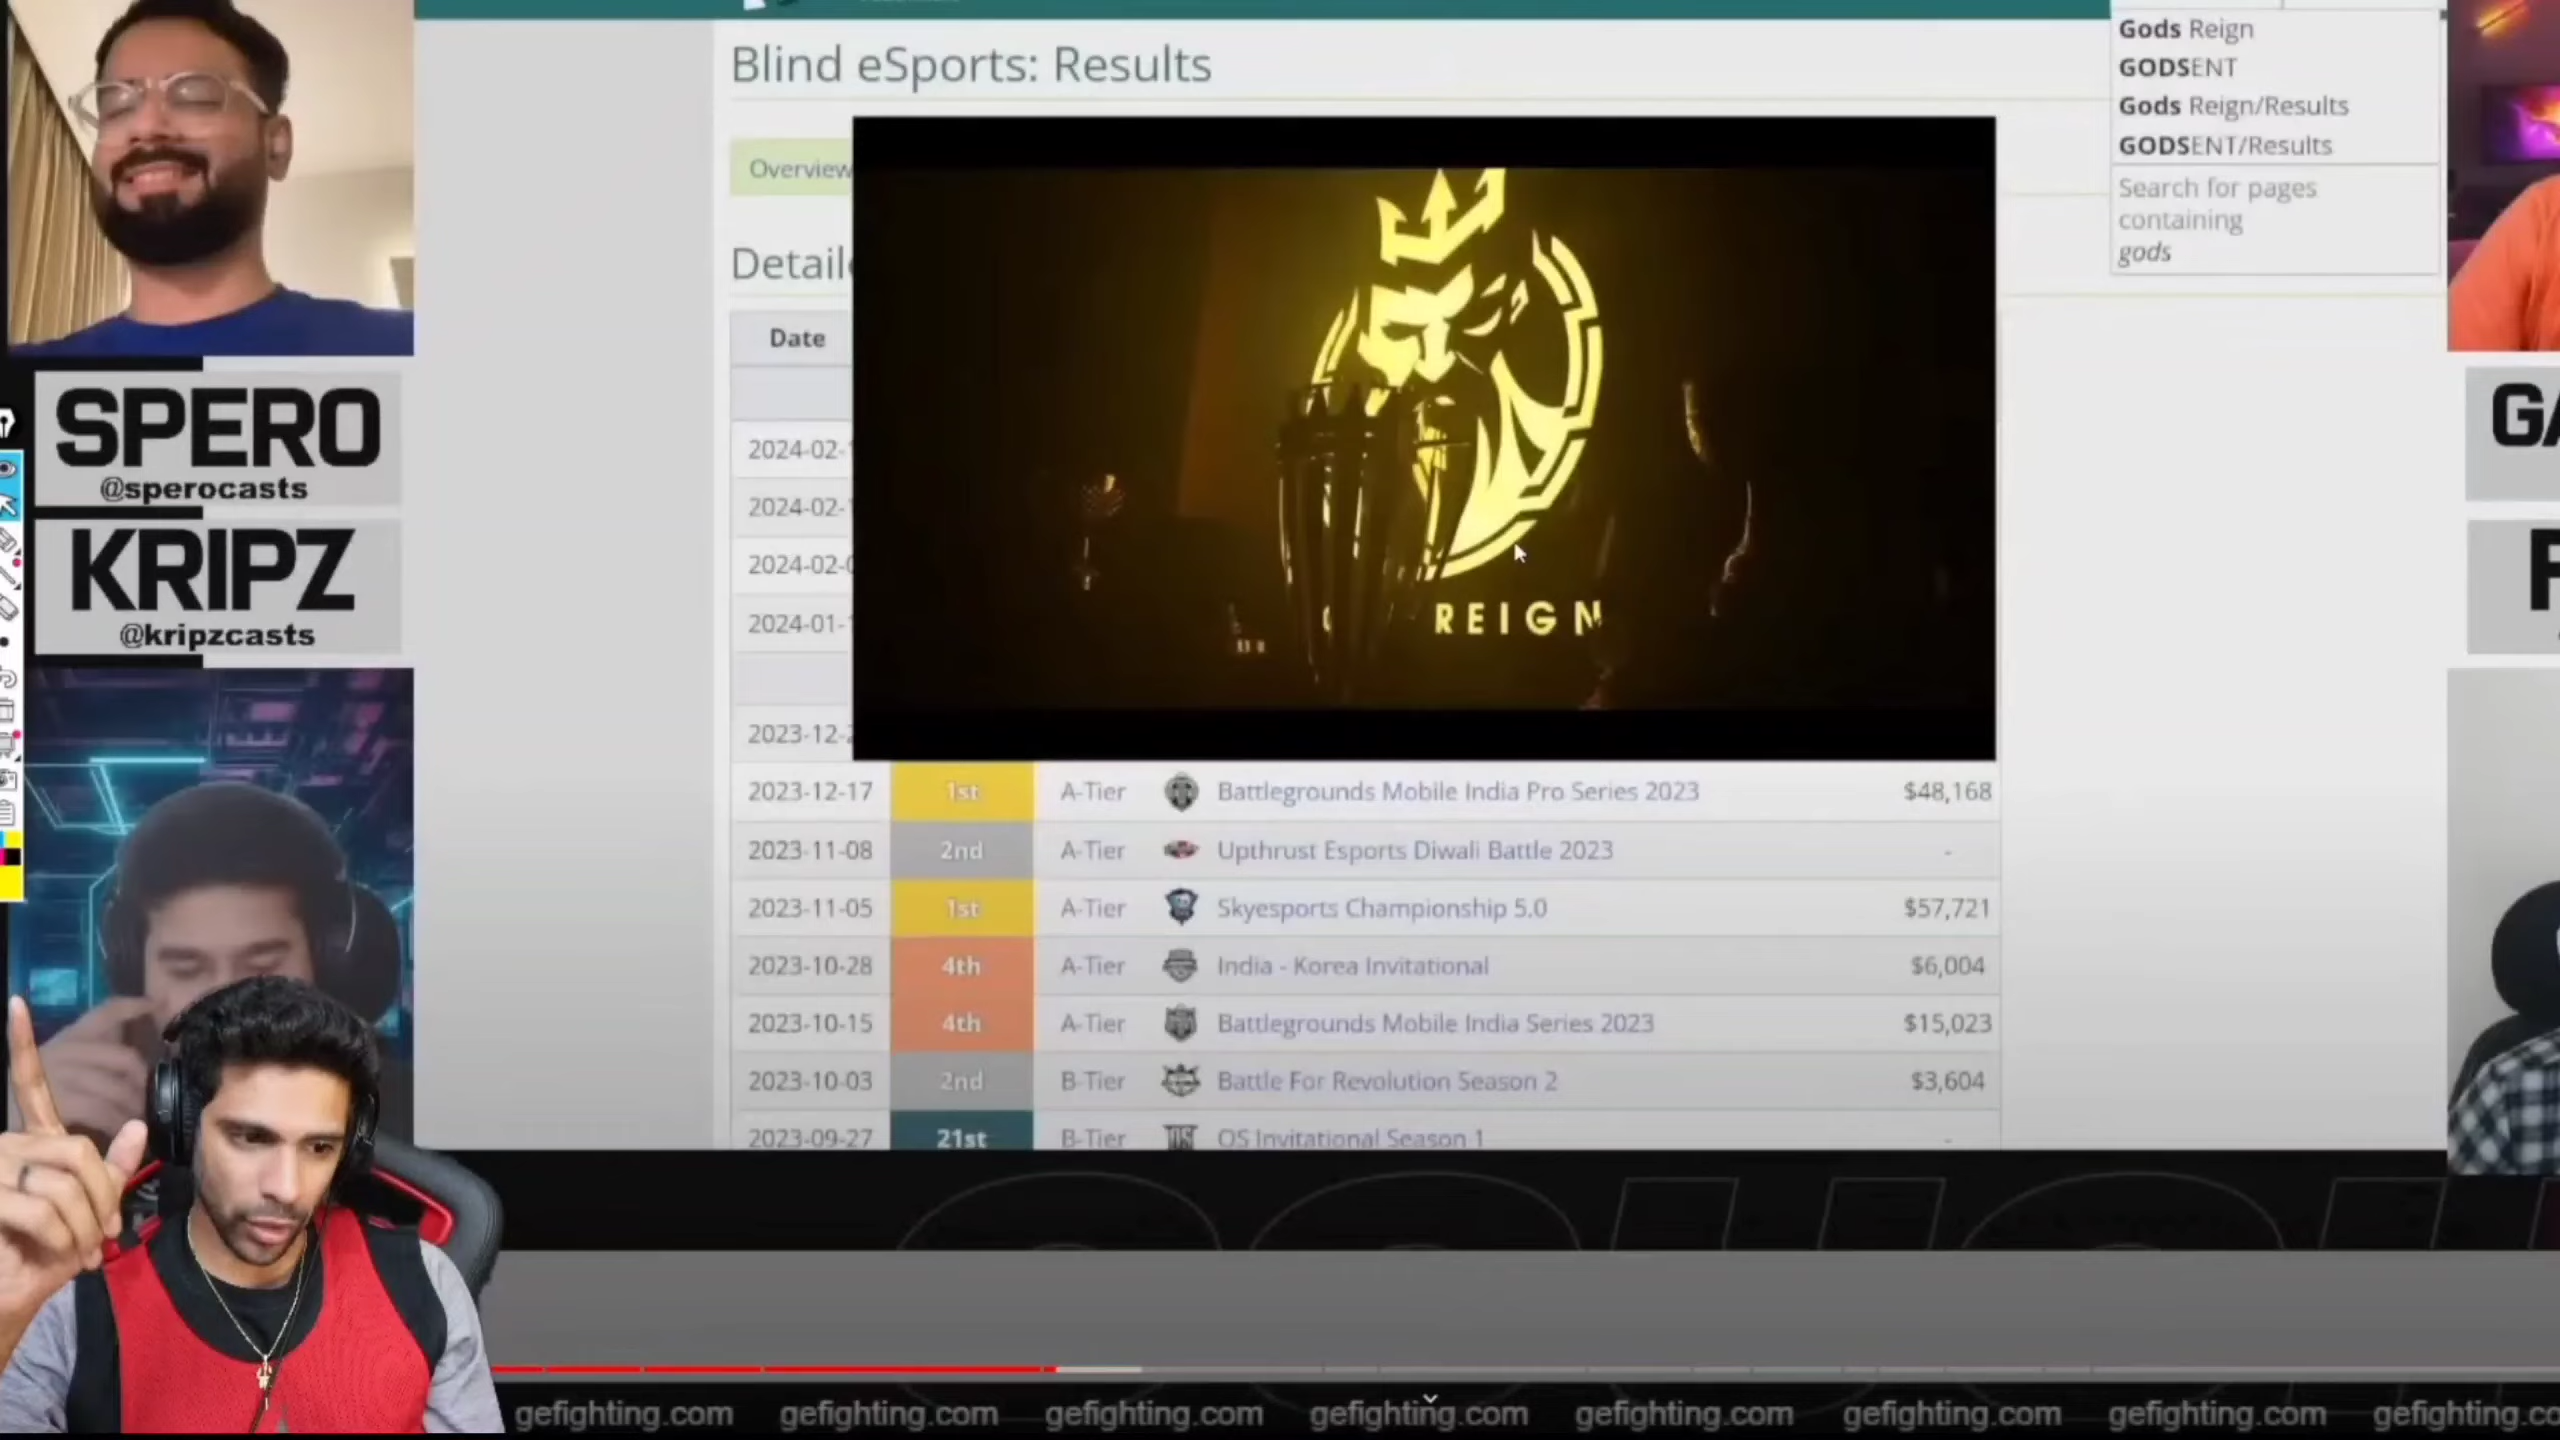 Blind eSports: Results
Gods Reign
GODSENT
Gods Reign/Results
GODSENT/Results
Search for pages
containing
gods
Overview
Date
SPERO
@sperocasts
KRIPZ
@kripzcasts
REIGN
2023-12-17 1st A-Tier Battlegrounds Mobile India Pro Series 2023 $48,168
2023-11-08 2nd A-Tier Upthrust Esports Diwali Battle 2023 -
2023-11-05 1st A-Tier Skyesports Championship 5.0 $57,721
2023-10-28 4th A-Tier India - Korea Invitational $6,004
2023-10-15 4th A-Tier Battlegrounds Mobile India Series 2023 $15,023
2023-10-03 2nd B-Tier Battle For Revolution Season 2 $3,604
2023-09-27 21st B-Tier OS Invitational Season 1 -
gefighting.com gefighting.com gefighting.com gefighting.com gefighting.com gefighting.com gefighting.com